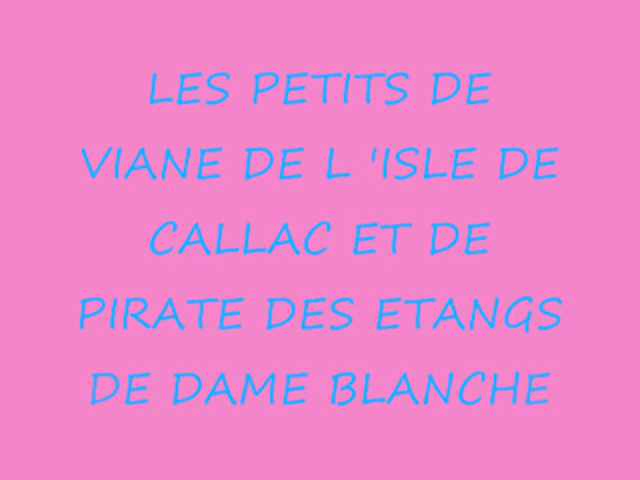 LES PETITS DE
VIANE DE L 'ISLE DE
CALLAC ET DE
PIRATE DES ETANGS
DE DAME BLANCHE